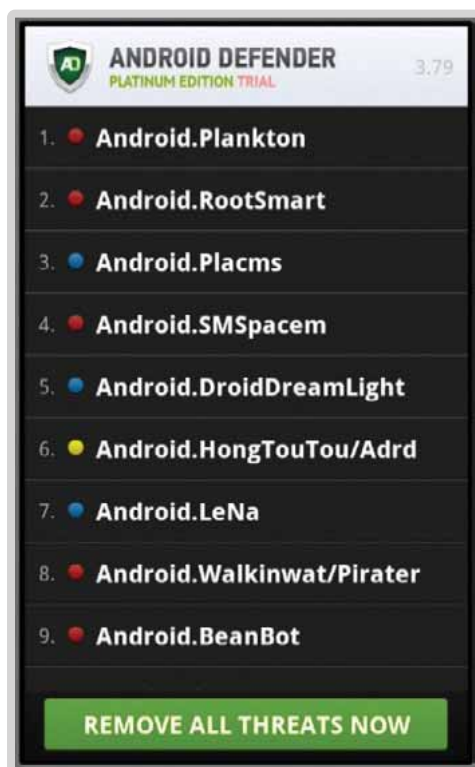 AD
ANDROID DEFENDER
PLATINUM EDITION TRIAL
3.79
1. Android.Plankton
2. Android.RootSmart
3. Android.Placms
4. Android.SMSpacem
5. Android.DroidDreamLight
6. Android.HongTouTou/Adrd
7. Android.LeNa
8. Android.Walkinwat/Pirater
9. Android.BeanBot
REMOVE ALL THREATS NOW